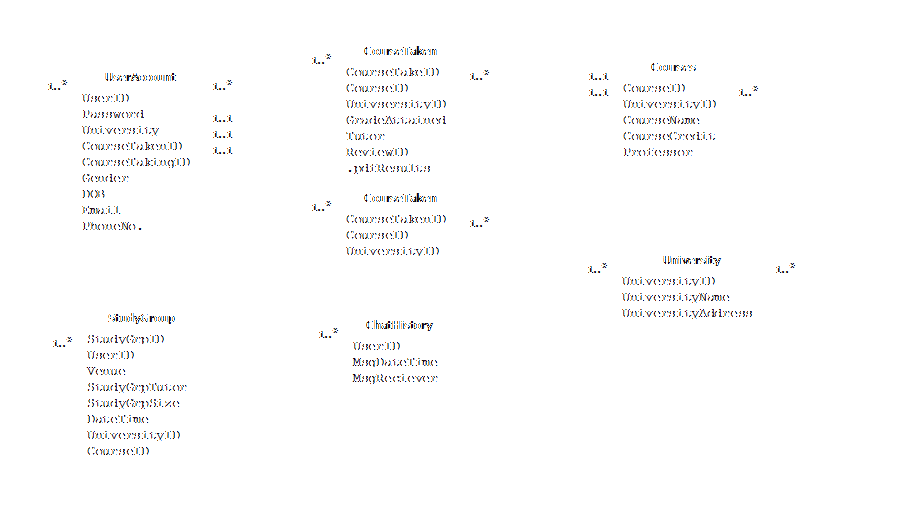 UserAccount
1..*
1..*
UserID
Password
University
1..1
1..1
CourseTakenID
1..1
CourseTakingID
Gender
DOB
Email
PhoneNo.
CourseTaken
1..*
CourseTakeID
1..*
CourseID
UniversityID
GradeAttained
Tutor
ReviewID
.pdfResults
CourseTaken
1..*
CourseTakenID
1..*
CourseID
UniversityID
Courses
1..1
1..1
CourseID
1..*
UniversityID
CourseName
CourseCredit
Professor
University
1..*
1..*
UniversityID
UniversityName
UniversityAddress
StudyGroup
1..*
StudyGrpID
UserID
Venue
StudyGrpTutor
StudyGrpSize
DateTime
UniversityID
CourseID
ChatHistory
1..*
UserID
MsgDateTime
MsgReciever